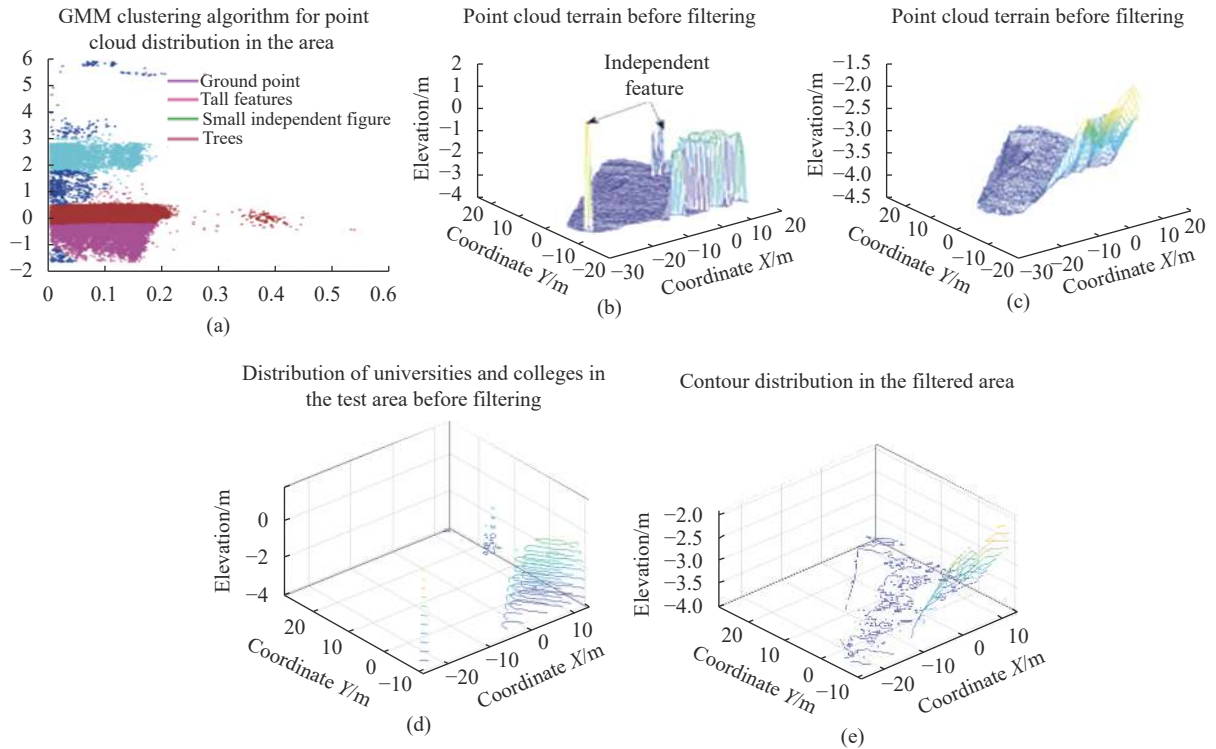 GMM clustering algorithm for point
cloud distribution in the area
6
5
4
3
2
1
0
−1
−2
Ground point
Tall features
Small independent figure
Trees
0 0.1 0.2 0.3 0.4 0.5 0.6
(a)
Point cloud terrain before filtering
Independent
feature
Elevation/m
2
1
0
−1
−2
−3
−4
20
10
0
−10
−20
Coordinate Y/m
−30
−20
−10
0
10
20
Coordinate X/m
(b)
Point cloud terrain before filtering
Elevation/m
−1.5
−2.0
−2.5
−3.0
−3.5
−4.0
−4.5
20
10
0
−10
−20
Coordinate Y/m
−30
−20
−10
0
10
20
Coordinate X/m
(c)
Distribution of universities and colleges in
the test area before filtering
Elevation/m
0
−2
−4
20
10
0
−10
Coordinate Y/m
−20
−10
0
10
Coordinate X/m
(d)
Contour distribution in the filtered area
Elevation/m
−2.0
−2.5
−3.0
−3.5
−4.0
20
10
0
−10
Coordinate Y/m
−20
−10
0
10
Coordinate X/m
(e)